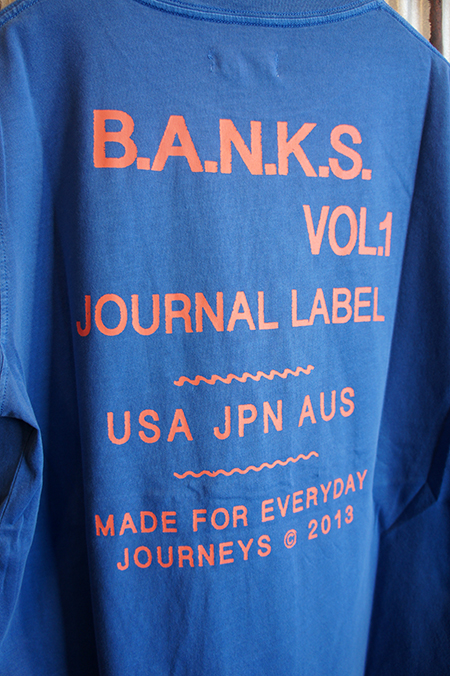 B.A.N.K.S.
VOL.1
JOURNAL LABEL
USA JPN AUS
MADE FOR EVERYDAY
JOURNEYS © 2013